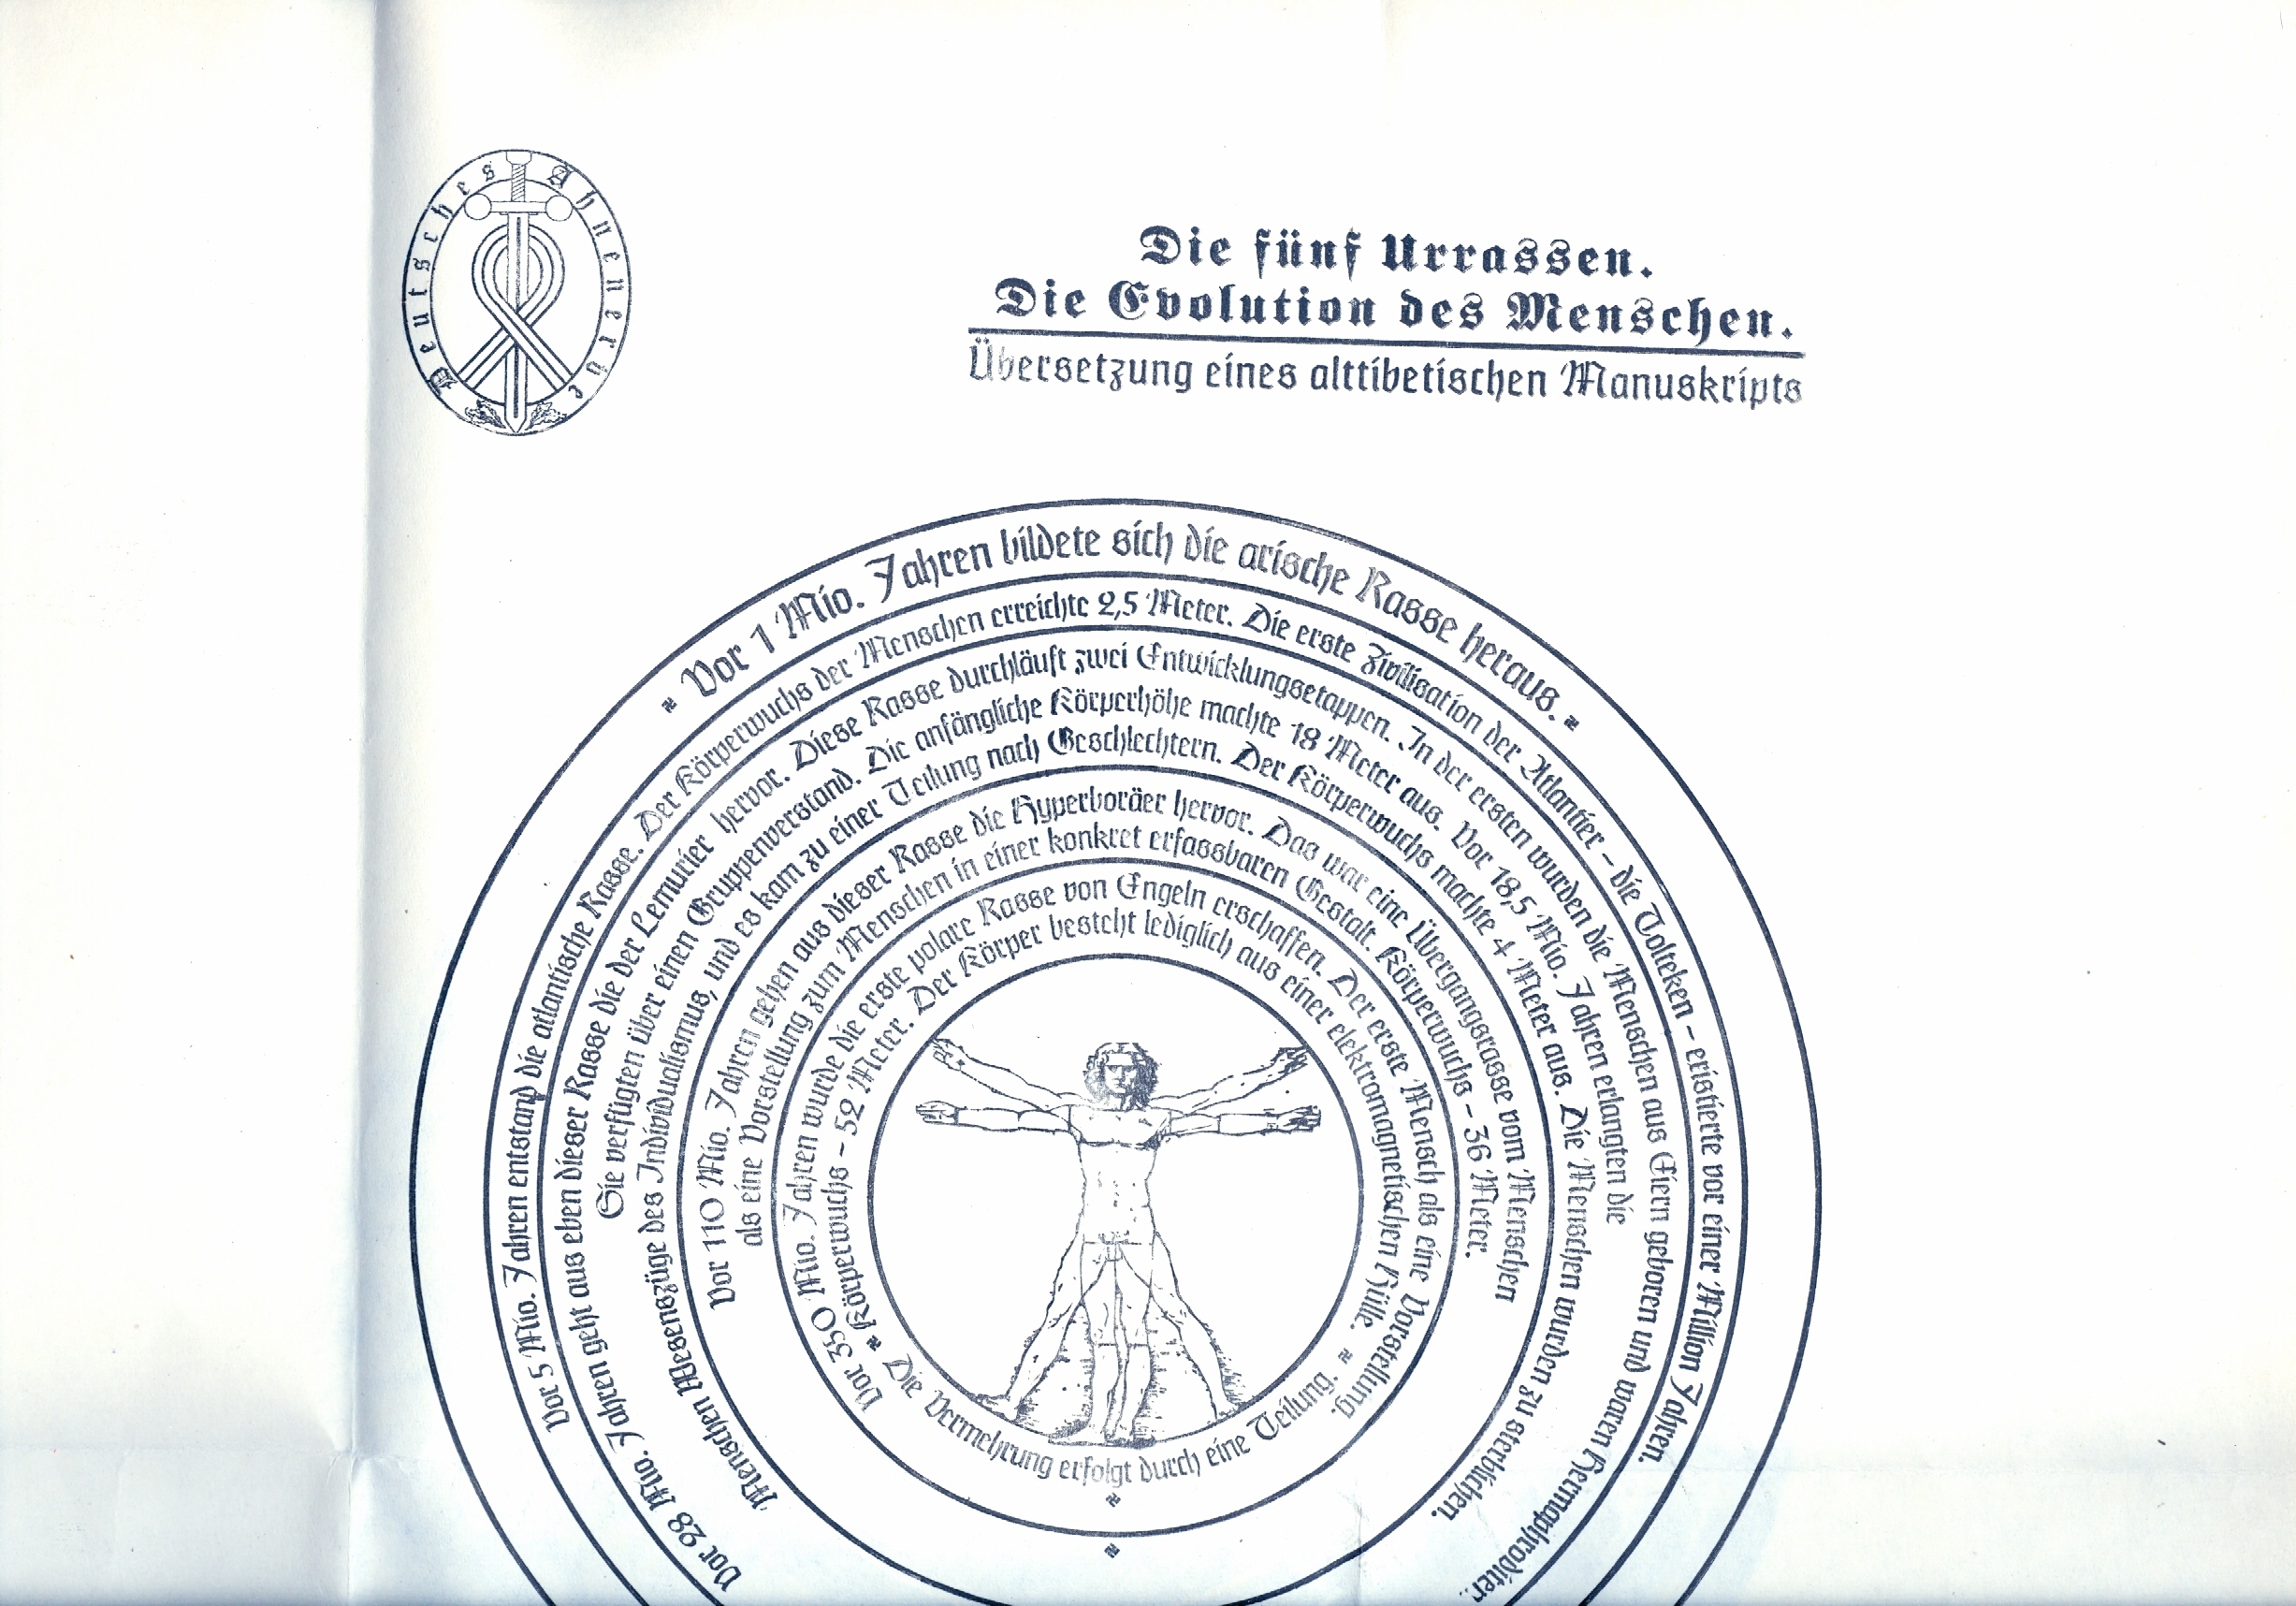 Deutsches Ahnenerbe
Die fünf Urrassen.
Die Evolution des Menschen.
Übersetzung eines alttibetischen Manuskripts
Vor 1 Mio. Jahren bildete sich die arische Rasse heraus.
Vor 5 Mio. Jahren entstand die atlantische Rasse. Der Körperwuchs der Menschen erreichte 2,5 Meter. Die erste Zivilisation der Atlantier - die Tolteken - existierte vor einer Million Jahren.
Vor 28 Mio. Jahren geht aus eben dieser Rasse die der Lemurier hervor. Diese Rasse durchläuft zwei Entwicklungsetappen. In der ersten wurden die Menschen aus Eiern geboren und waren Hermaphroditer.
Sie verfügten über einen Gruppenverstand. Die anfängliche Körperhöhe machte 18 Meter aus. Vor 18,5 Mio. Jahren erlangten die
Menschen Wesenszüge des Individualismus, und es kam zu einer Teilung nach Geschlechtern. Der Körperwuchs machte 4 Meter aus. Die Menschen wurden zu sterblichen.
Vor 110 Mio. Jahren gehen aus dieser Rasse die Hyperboräer hervor. Das war eine Übergangsrasse vom Menschen
als eine Vorstellung zum Menschen in einer konkret erfassbaren Gestalt. Körperwuchs - 36 Meter.
Vor 350 Mio. Jahren wurde die erste polare Rasse von Engeln erschaffen. Der erste Mensch als eine Vorstellung.
Körperwuchs - 52 Meter. Der Körper besteht lediglich aus einer elektromagnetischen Hülle.
Die Vermehrung erfolgt durch eine Teilung.